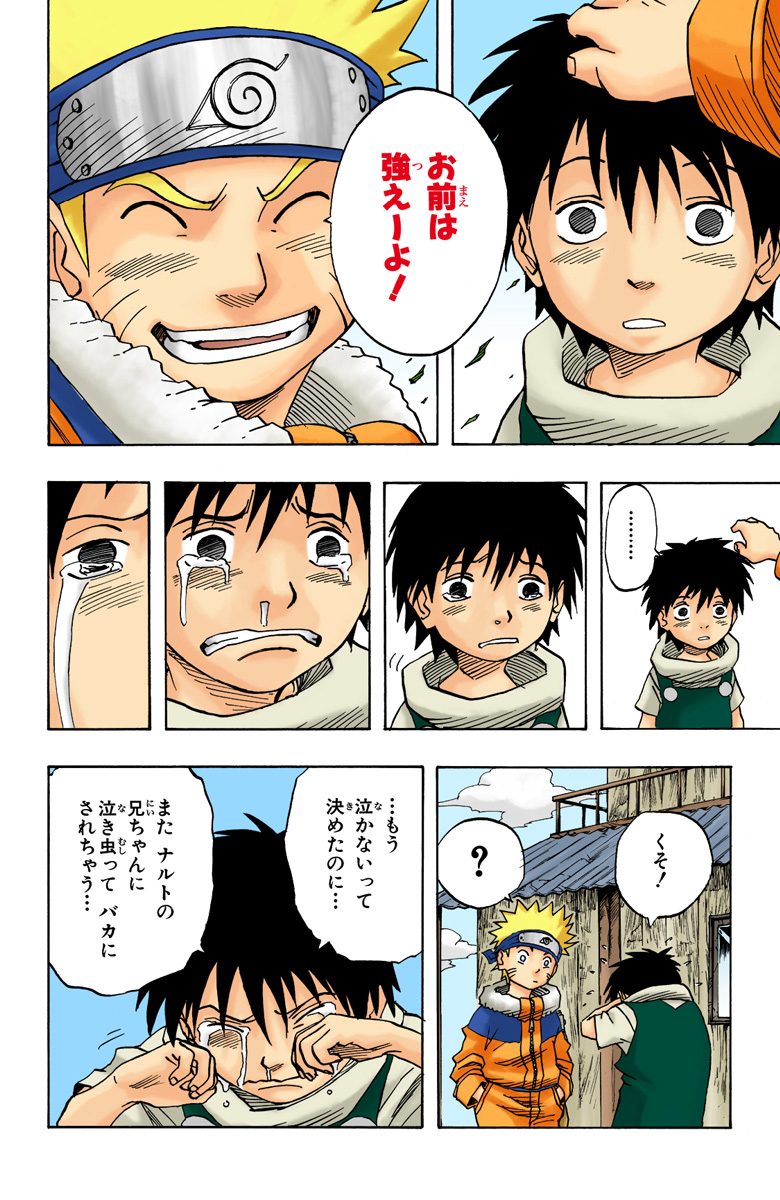 お前は
強えーよ！
………
くそ！
？
…もう
泣かないって
決めたのに…
また ナルトの
兄ちゃんに
泣き虫って バカに
されちゃう…